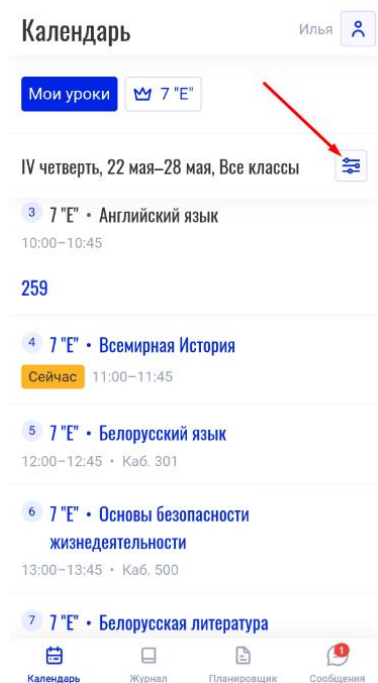 Календарь
Илья
Мои уроки
7 "Е"
IV четверть, 22 мая–28 мая, Все классы
3 7 "Е" • Английский язык
10:00–10:45
259
4 7 "Е" • Всемирная История
Сейчас 11:00–11:45
5 7 "Е" • Белорусский язык
12:00–12:45 • Каб. 301
6 7 "Е" • Основы безопасности
жизнедеятельности
13:00–13:45 • Каб. 500
7 7 "Е" • Белорусская литература
1
Календарь Журнал Планировщик Сообщения